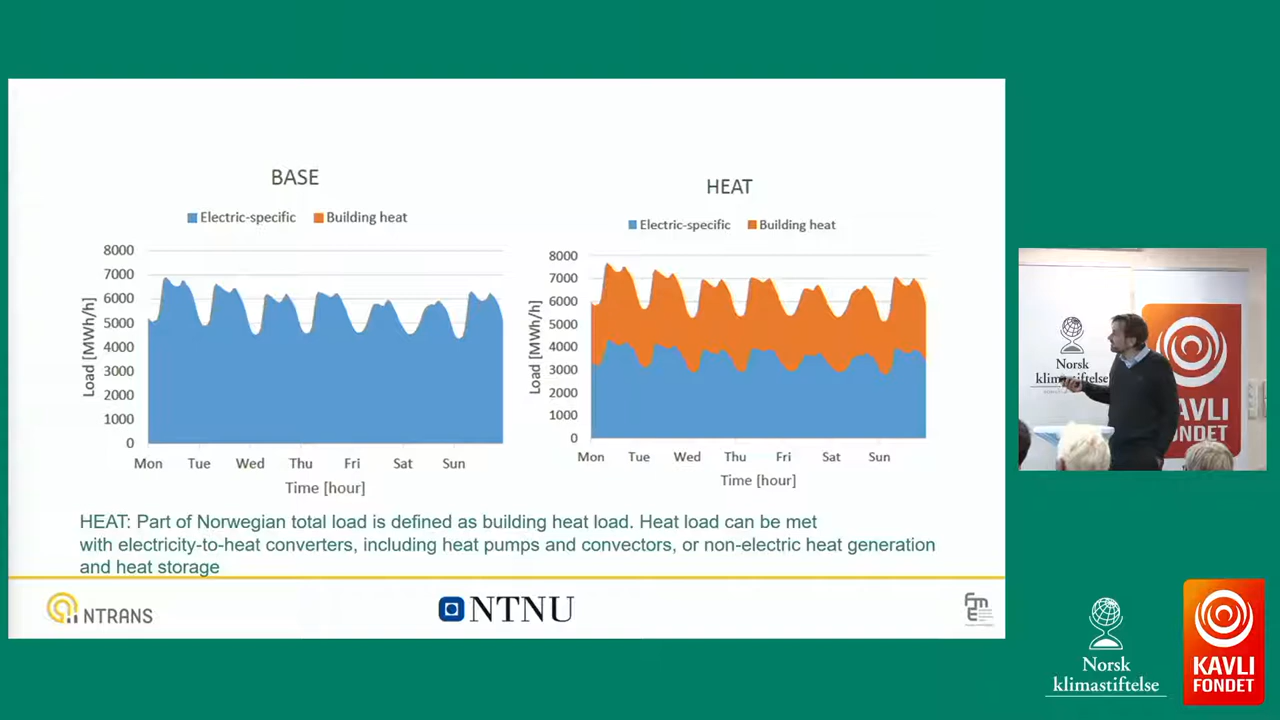 BASE
Electric-specific
Building heat
8000
7000
6000
5000
4000
3000
2000
1000
0
Load [MWh/h]
Mon Tue Wed Thu Fri Sat Sun
Time [hour]
HEAT
Electric-specific
Building heat
8000
7000
6000
5000
4000
3000
2000
1000
0
Load [MWh/h]
Mon Tue Wed Thu Fri Sat Sun
Time [hour]
HEAT: Part of Norwegian total load is defined as building heat load. Heat load can be met
with electricity-to-heat converters, including heat pumps and convectors, or non-electric heat generation
and heat storage
NTRANS
NTNU
fme
Norsk
klimastiftelse
AVLI
NDET
Norsk
klimastiftelse
KAVLI
FONDET